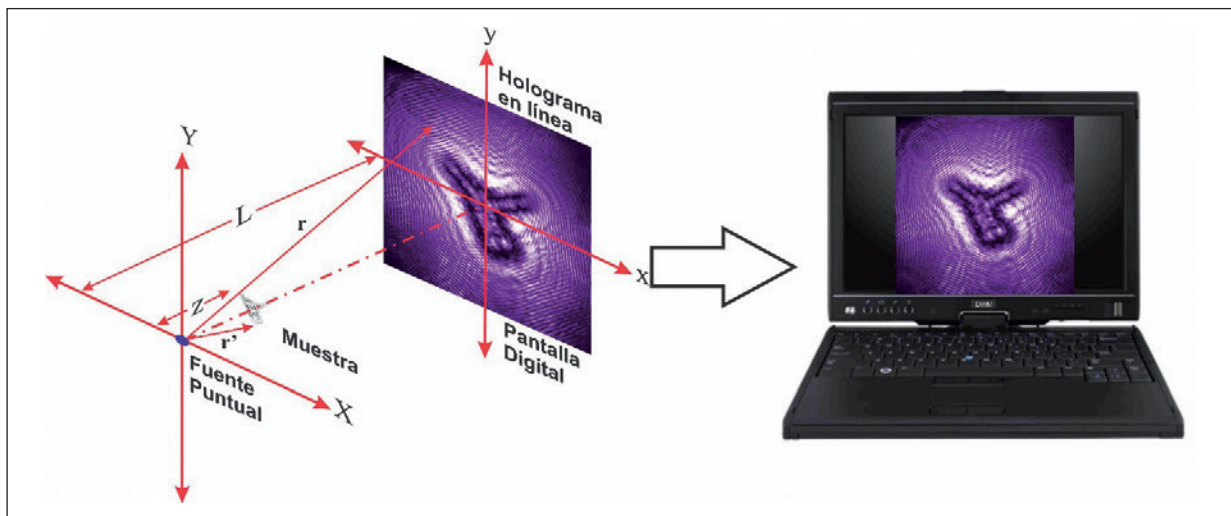 y
Holograma
en línea
Y
L
r
x
z
r'
Muestra
Fuente
Puntual
X
Pantalla
Digital